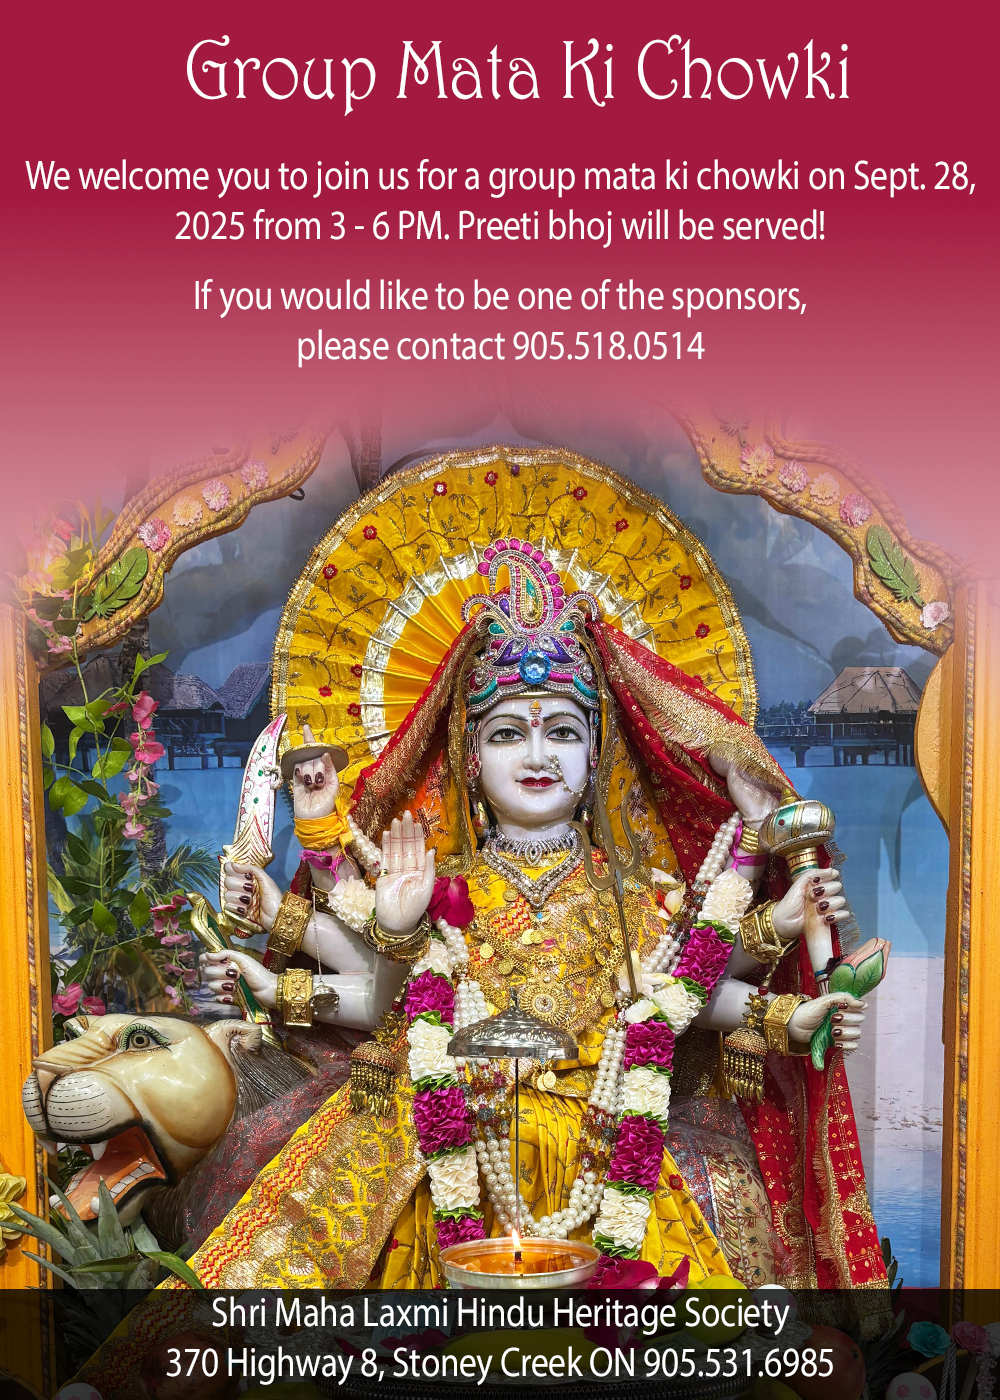 Group Mata Ki Chowki
We welcome you to join us for a group mata ki chowki on Sept. 28,
2025 from 3 - 6 PM. Preeti bhoj will be served!
If you would like to be one of the sponsors,
please contact 905.518.0514
Shri Maha Laxmi Hindu Heritage Society
370 Highway 8, Stoney Creek ON 905.531.6985